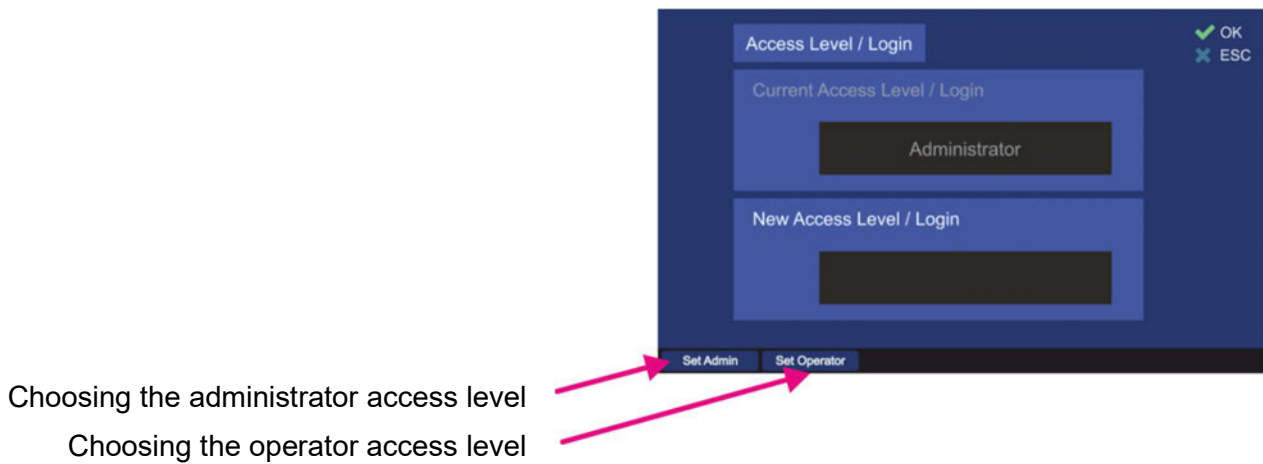 Access Level / Login
OK
ESC
Current Access Level / Login
Administrator
New Access Level / Login
Set Admin Set Operator
Choosing the administrator access level
Choosing the operator access level